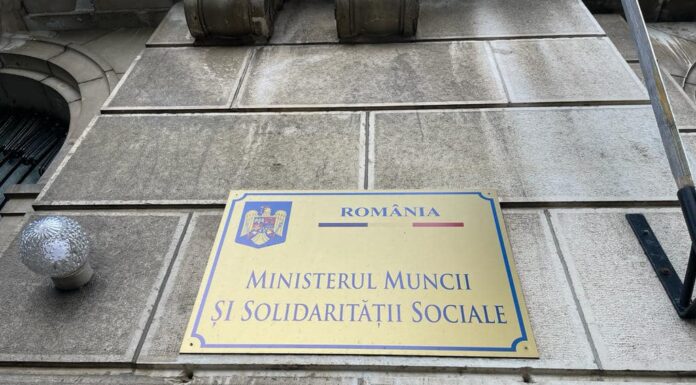 ROMÂNIA
MINISTERUL MUNCII
ȘI SOLIDARITĂȚII SOCIALE